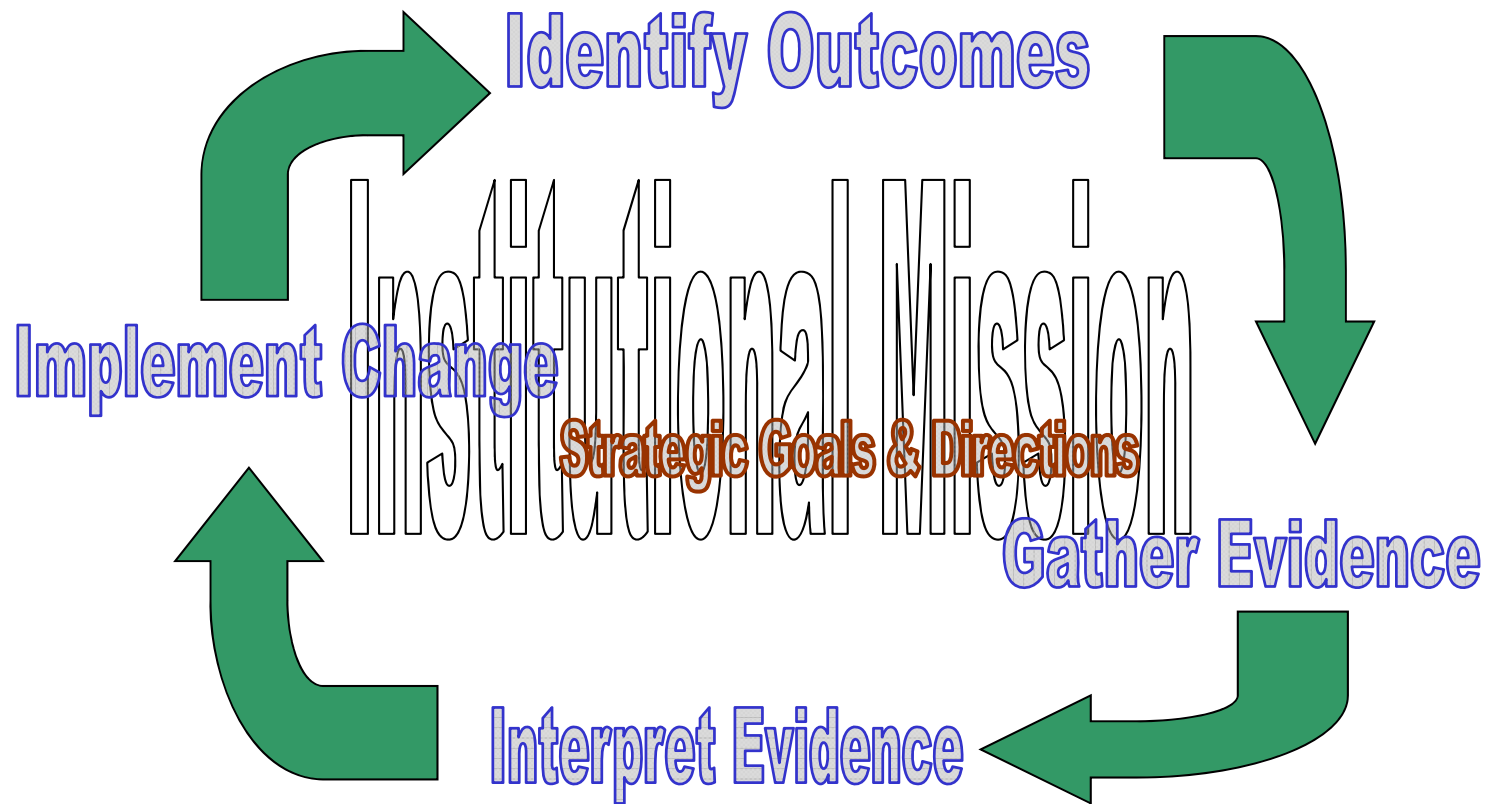 Identify Outcomes
Institutional Mission
Implement Change
Strategic Goals & Directions
Gather Evidence
Interpret Evidence